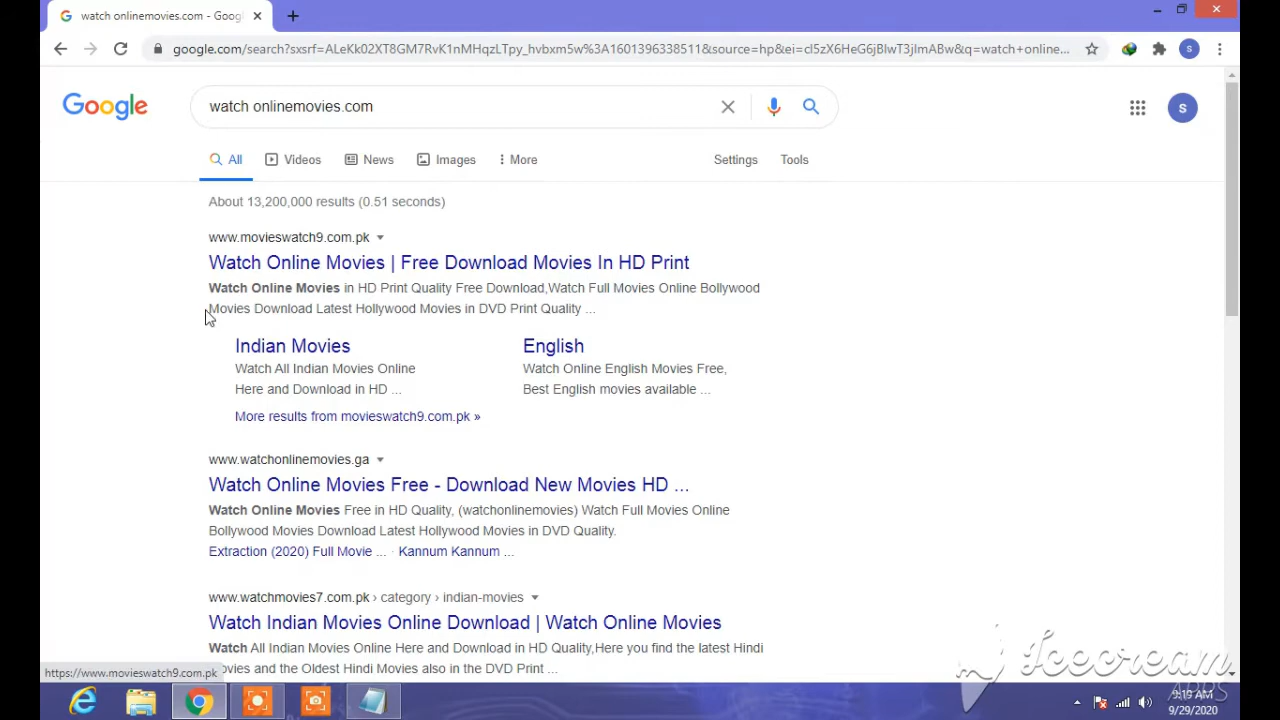 watch onlinemovies.com - Goog
google.com/search?sxsrf=ALeKk02XT8GM7RvK1nMHqzLTpy_hvbxm5w%3A1601396338511&source=hp&ei=cl5zX6HeG6jBlwT3jImABw&q=watch+online...
S
Google
watch onlinemovies.com
S
All
Videos
News
Images
More
Settings
Tools
About 13,200,000 results (0.51 seconds)
www.movieswatch9.com.pk
Watch Online Movies | Free Download Movies In HD Print
Watch Online Movies in HD Print Quality Free Download,Watch Full Movies Online Bollywood
Movies Download Latest Hollywood Movies in DVD Print Quality ...
Indian Movies
English
Watch All Indian Movies Online
Watch Online English Movies Free,
Here and Download in HD ...
Best English movies available ...
More results from movieswatch9.com.pk »
www.watchonlinemovies.ga
Watch Online Movies Free - Download New Movies HD ...
Watch Online Movies Free in HD Quality, (watchonlinemovies) Watch Full Movies Online
Bollywood Movies Download Latest Hollywood Movies in DVD Quality.
Extraction (2020) Full Movie ... · Kannum Kannum ...
www.watchmovies7.com.pk › category › indian-movies
Watch Indian Movies Online Download | Watch Online Movies
Watch All Indian Movies Online Here and Download in HD Quality,Here you find the latest Hindi
ovies and the Oldest Hindi Movies also in the DVD Print ...
https://www.movieswatch9.com.pk
Icecream
APPS
9:19 AM
9/29/2020